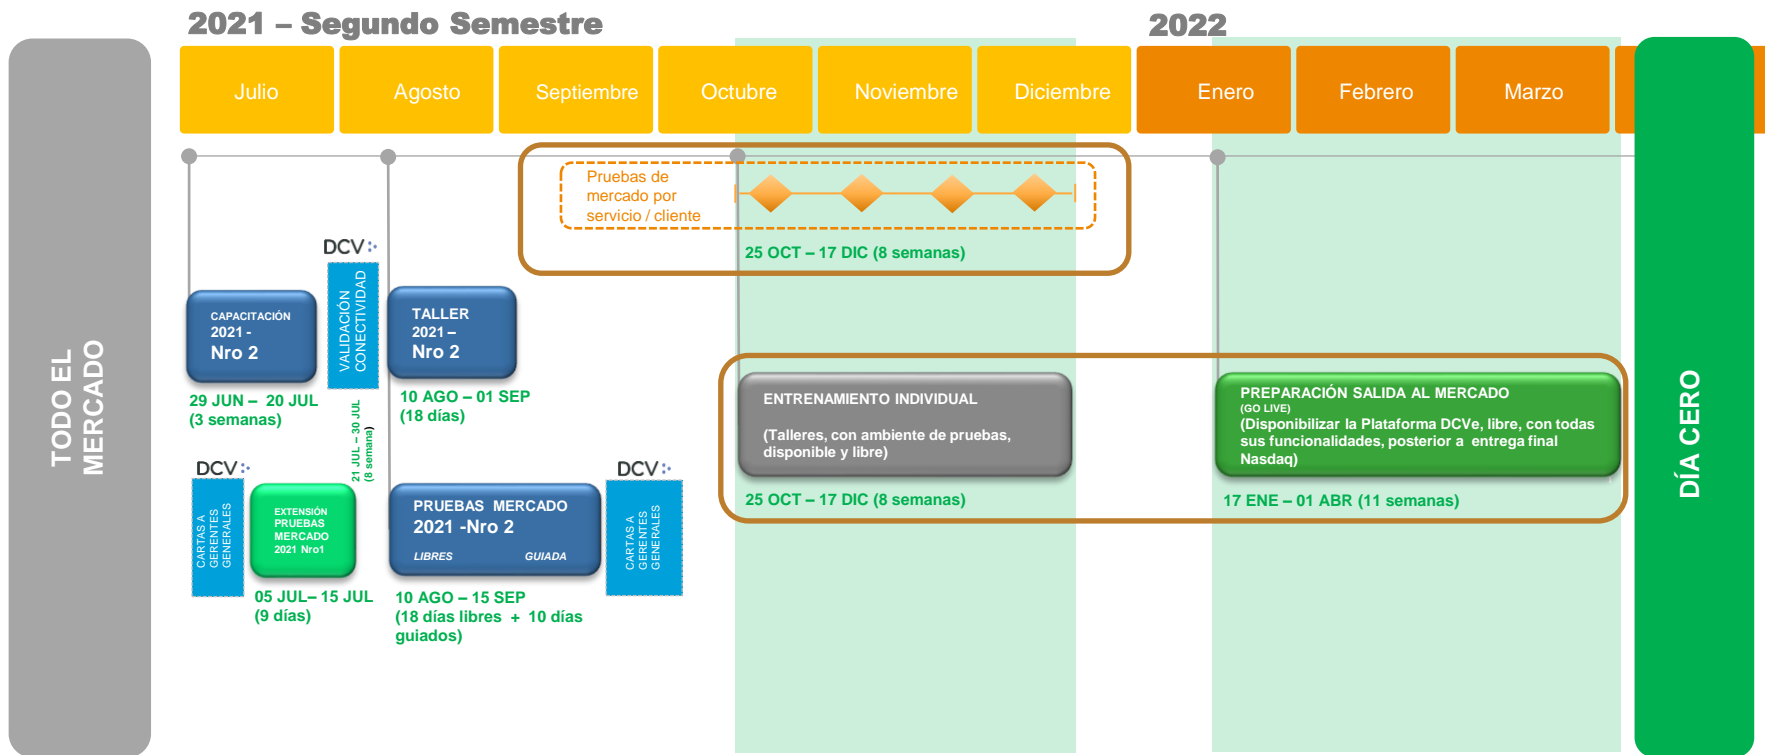 2021 – Segundo Semestre
2022
Julio
Agosto
Septiembre
Octubre
Noviembre
Diciembre
Enero
Febrero
Marzo
TODO EL
MERCADO
Pruebas de
mercado por
servicio / cliente
25 OCT – 17 DIC (8 semanas)
DCV
VALIDACIÓN
CONECTIVIDAD
21 JUL – 30 JUL
(8 semana)
CAPACITACIÓN
2021 -
Nro 2
29 JUN – 20 JUL
(3 semanas)
TALLER
2021 –
Nro 2
10 AGO – 01 SEP
(18 días)
DCV
CARTAS A
GERENTES
GENERALES
EXTENSIÓN
PRUEBAS
MERCADO
2021 Nro1
05 JUL– 15 JUL
(9 días)
PRUEBAS MERCADO
2021 -Nro 2
LIBRES GUIADA
10 AGO – 15 SEP
(18 días libres + 10 días
guiados)
DCV
CARTAS A
GERENTES
GENERALES
ENTRENAMIENTO INDIVIDUAL
(Talleres, con ambiente de pruebas,
disponible y libre)
25 OCT – 17 DIC (8 semanas)
PREPARACIÓN SALIDA AL MERCADO
(GO LIVE)
(Disponibilizar la Plataforma DCVe, libre, con todas
sus funcionalidades, posterior a entrega final
Nasdaq)
17 ENE – 01 ABR (11 semanas)
DÍA CERO